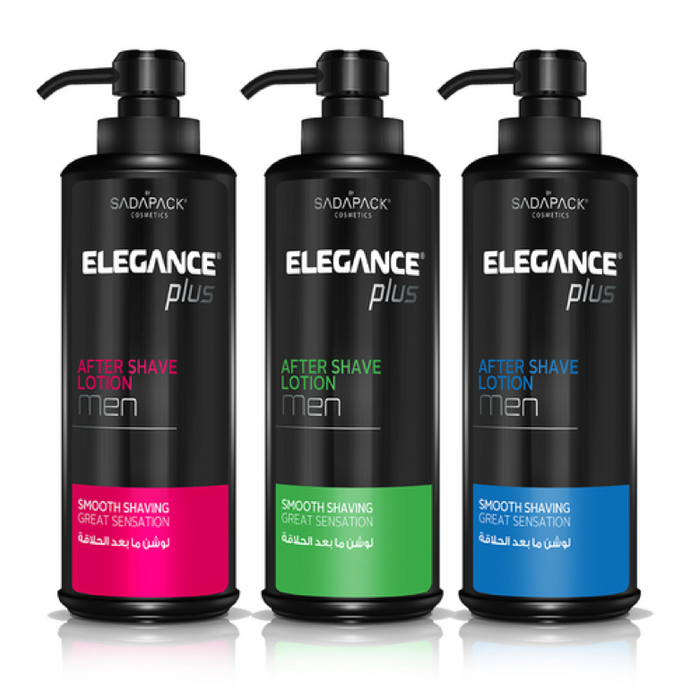 BY
SADAPACK®
COSMETICS
ELEGANCE®
plus
AFTER SHAVE
LOTION
men
SMOOTH SHAVING
GREAT SENSATION
لوشن ما بعد الحلاقة
BY
SADAPACK®
COSMETICS
ELEGANCE®
plus
AFTER SHAVE
LOTION
men
SMOOTH SHAVING
GREAT SENSATION
لوشن ما بعد الحلاقة
BY
SADAPACK®
COSMETICS
ELEGANCE®
plus
AFTER SHAVE
LOTION
men
SMOOTH SHAVING
GREAT SENSATION
لوشن ما بعد الحلاقة